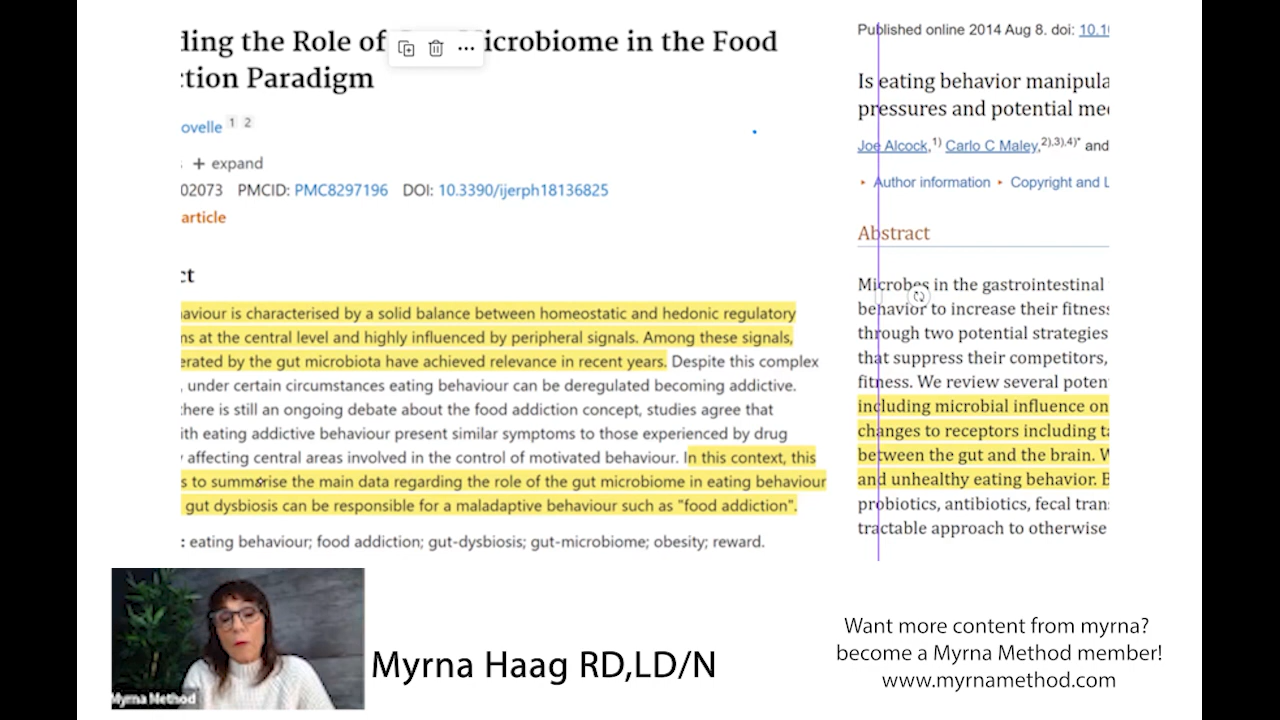 ding the Role of icrobiome in the Food
tion Paradigm
ovelle 1 2
+ expand
02073 PMCID: PMC8297196 DOI: 10.3390/ijerph18136825
article
ct
aviour is characterised by a solid balance between homeostatic and hedonic regulatory
ns at the central level and highly influenced by peripheral signals. Among these signals,
erated by the gut microbiota have achieved relevance in recent years. Despite this complex
, under certain circumstances eating behaviour can be deregulated becoming addictive.
here is still an ongoing debate about the food addiction concept, studies agree that
ith eating addictive behaviour present similar symptoms to those experienced by drug
affecting central areas involved in the control of motivated behaviour. In this context, this
s to summarise the main data regarding the role of the gut microbiome in eating behaviour
gut dysbiosis can be responsible for a maladaptive behaviour such as "food addiction".
: eating behaviour; food addiction; gut-dysbiosis; gut-microbiome; obesity; reward.
Published online 2014 Aug 8. doi: 10.10
Is eating behavior manipula
pressures and potential me
Joe Alcock,1) Carlo C Maley,2),3),4)* and
▸ Author information ▸ Copyright and L
Abstract
Microbes in the gastrointestinal
behavior to increase their fitness
through two potential strategies
that suppress their competitors,
fitness. We review several poten
including microbial influence on
changes to receptors including ta
between the gut and the brain. W
and unhealthy eating behavior. B
probiotics, antibiotics, fecal tran
tractable approach to otherwise
Myrna Method
Myrna Haag RD,LD/N
Want more content from myrna?
become a Myrna Method member!
www.myrnamethod.com